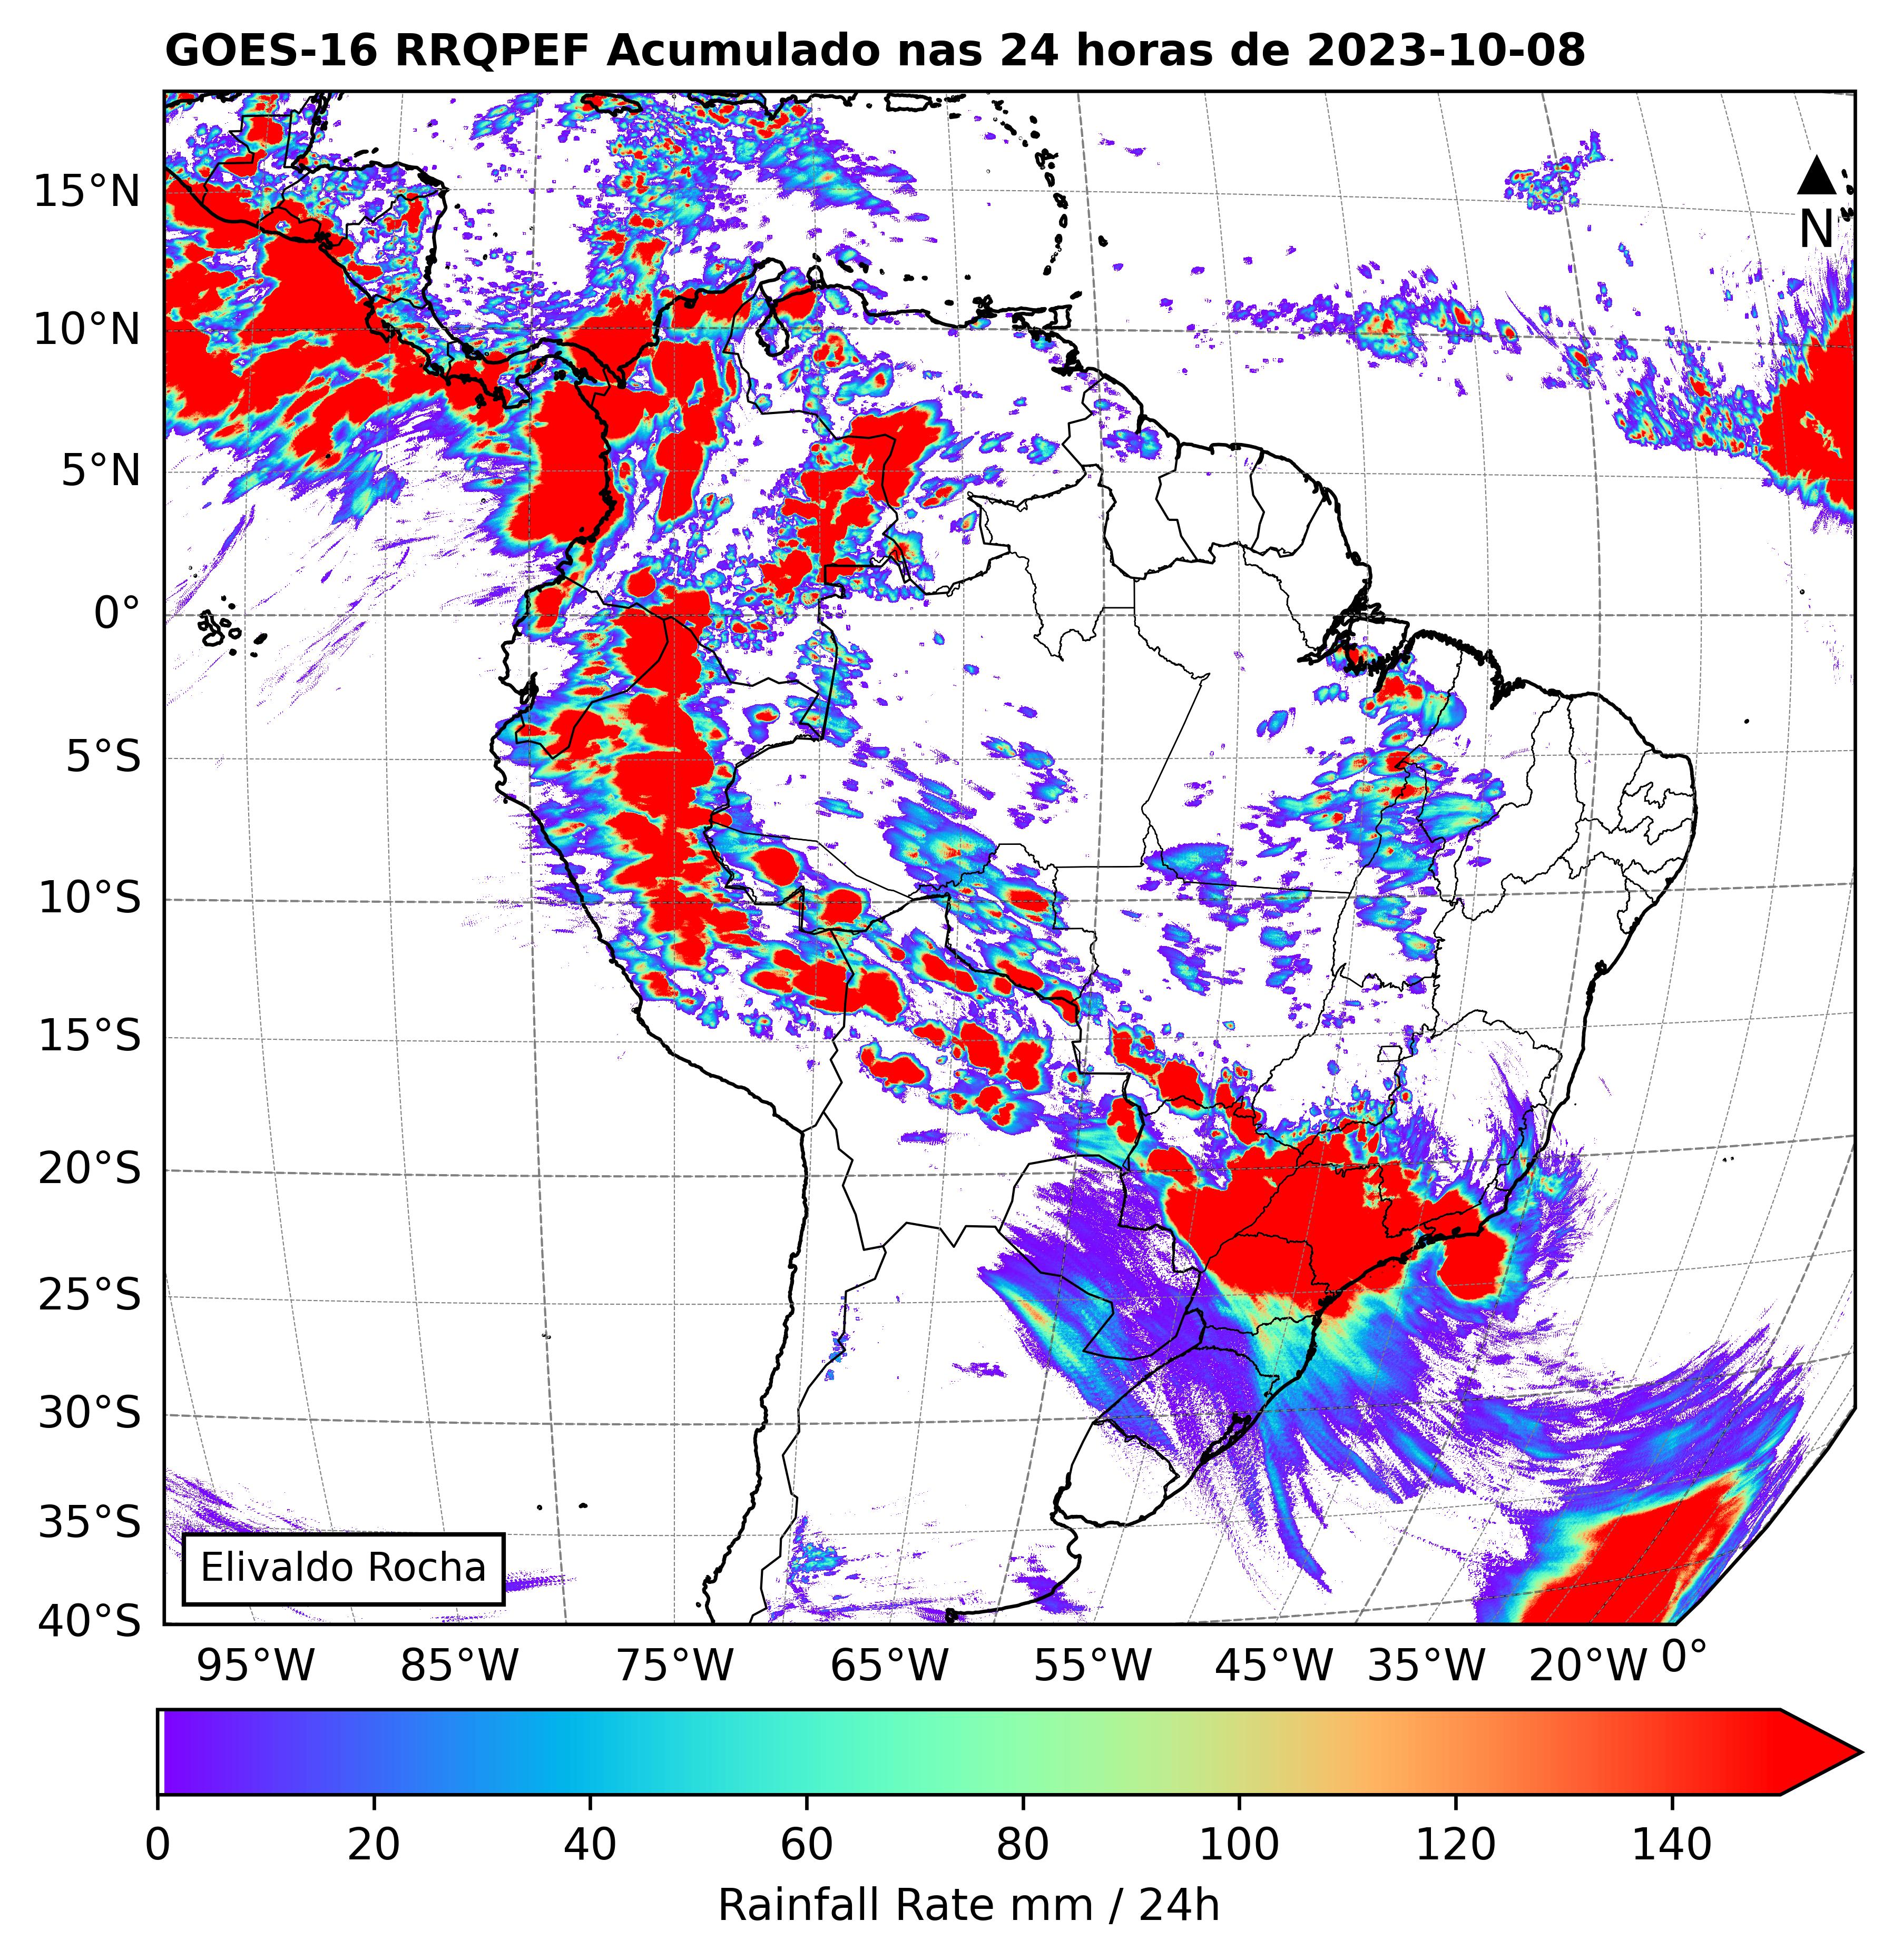 GOES-16 RRQPEF Acumulado nas 24 horas de 2023-10-08
N
15°N
10°N
5°N
0°
5°S
10°S
15°S
20°S
25°S
30°S
35°S
40°S
Elivaldo Rocha
95°W 85°W 75°W 65°W 55°W 45°W 35°W 20°W 0°
0 20 40 60 80 100 120 140
Rainfall Rate mm / 24h